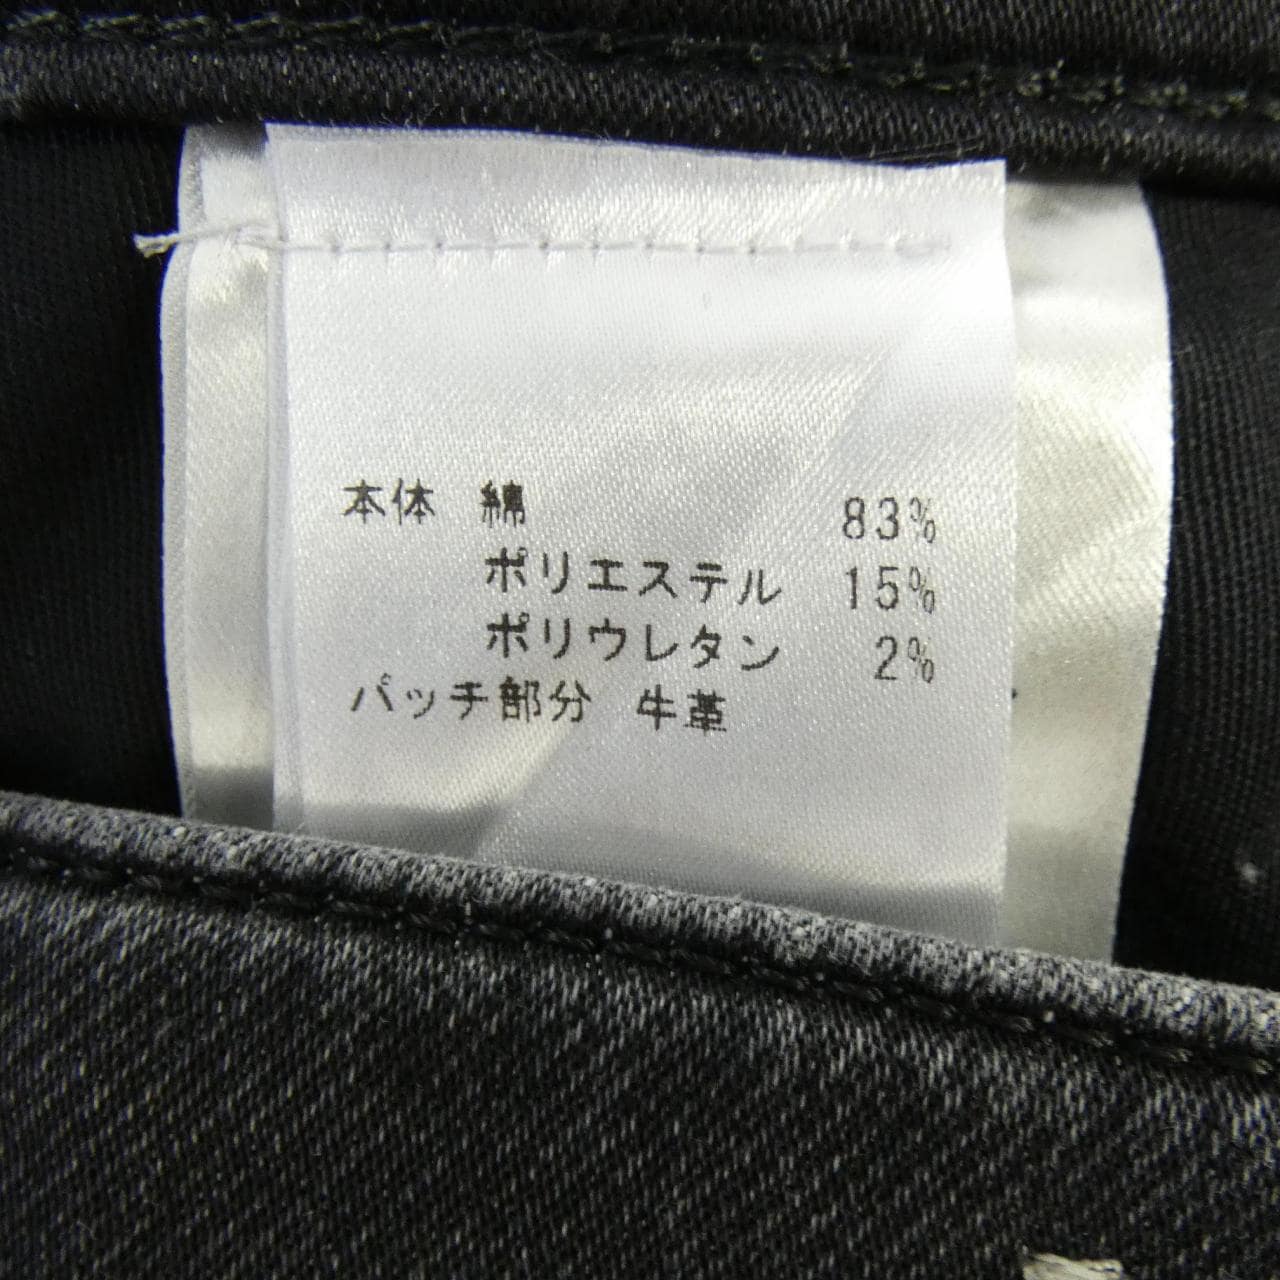 本体 綿 83%
ポリエステル 15%
ポリウレタン 2%
パッチ部分 牛革